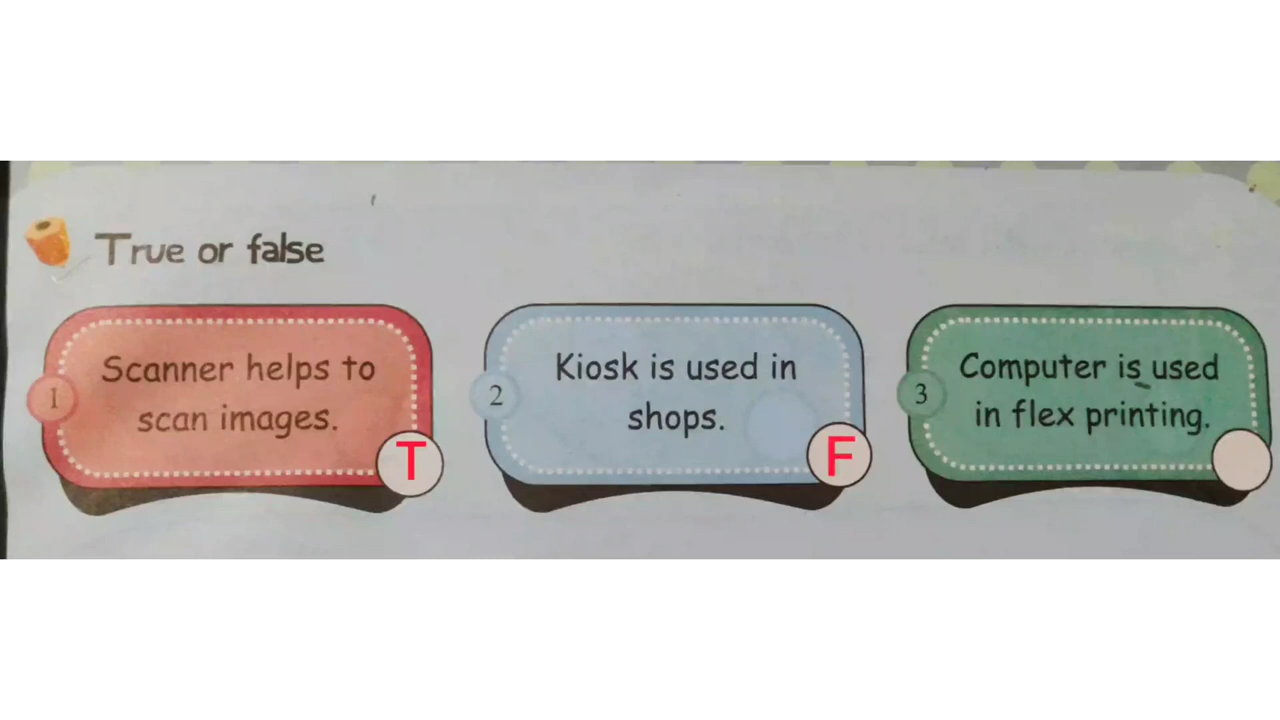 True or false
1
Scanner helps to
scan images.
T
2
Kiosk is used in
shops.
F
3
Computer is used
in flex printing.